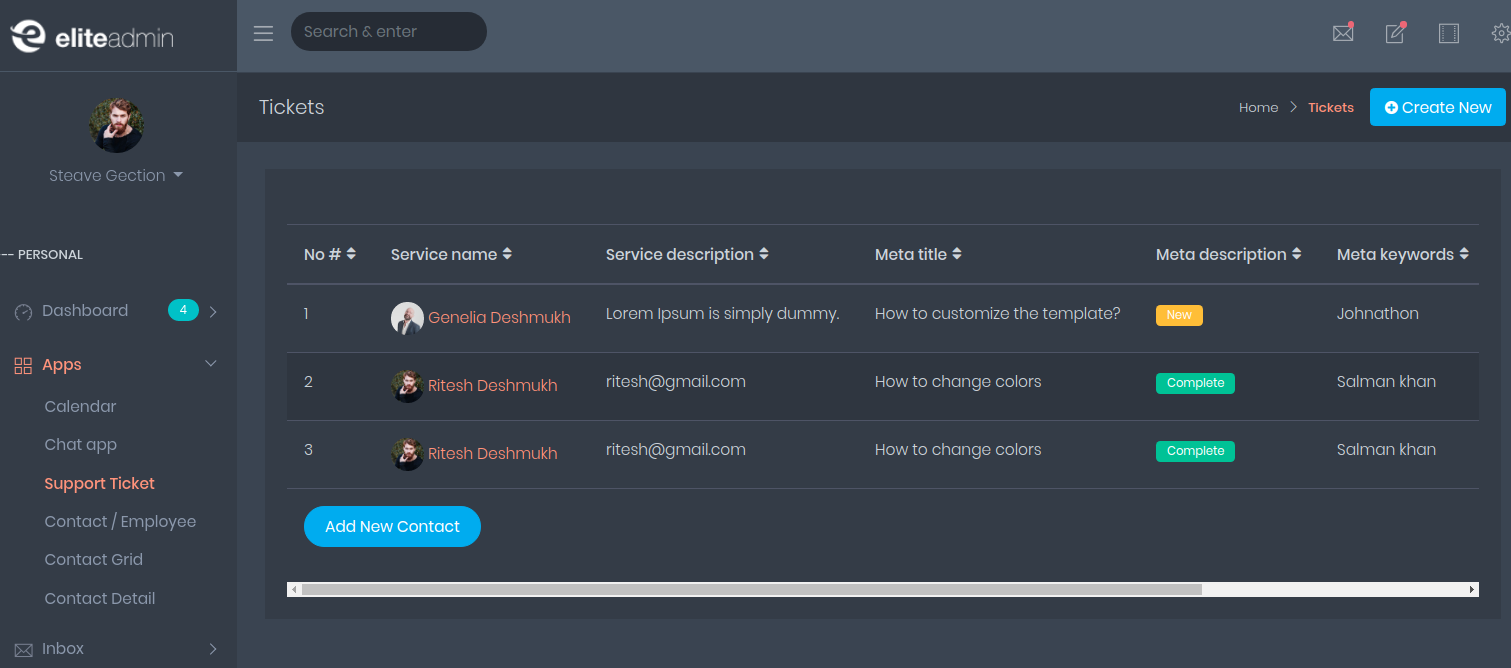 eliteadmin
Search & enter
Tickets
Home
Tickets
Create New
Steave Gection
--- PERSONAL
Dashboard
4
Apps
Calendar
Chat app
Support Ticket
Contact / Employee
Contact Grid
Contact Detail
Inbox
No # Service name Service description Meta title Meta description Meta keywords
1 Genelia Deshmukh Lorem Ipsum is simply dummy. How to customize the template? New Johnathon
2 Ritesh Deshmukh ritesh@gmail.com How to change colors Complete Salman khan
3 Ritesh Deshmukh ritesh@gmail.com How to change colors Complete Salman khan
Add New Contact